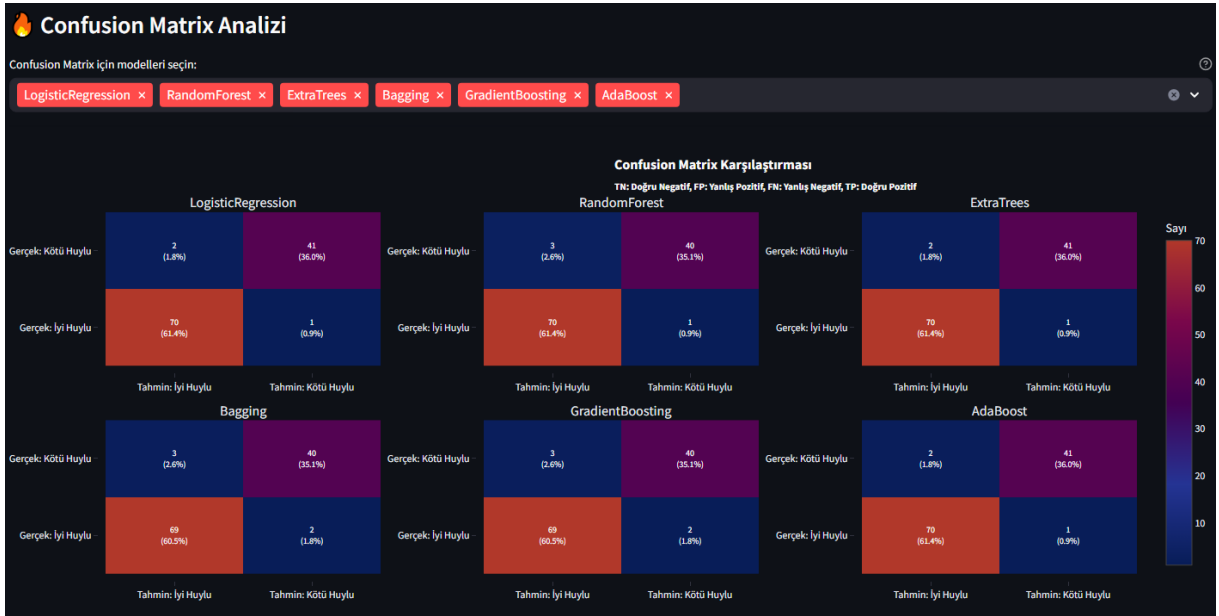 🔥 Confusion Matrix Analizi
Confusion Matrix için modelleri seçin:
LogisticRegression × RandomForest × ExtraTrees × Bagging × GradientBoosting × AdaBoost ×
Confusion Matrix Karşılaştırması
TN: Doğru Negatif, FP: Yanlış Pozitif, FN: Yanlış Negatif, TP: Doğru Pozitif
LogisticRegression
Gerçek: Kötü Huylu
2
(1.8%)
41
(36.0%)
Gerçek: İyi Huylu
70
(61.4%)
1
(0.9%)
Tahmin: İyi Huylu Tahmin: Kötü Huylu
RandomForest
Gerçek: Kötü Huylu
3
(2.6%)
40
(35.1%)
Gerçek: İyi Huylu
70
(61.4%)
1
(0.9%)
Tahmin: İyi Huylu Tahmin: Kötü Huylu
ExtraTrees
Gerçek: Kötü Huylu
2
(1.8%)
41
(36.0%)
Gerçek: İyi Huylu
70
(61.4%)
1
(0.9%)
Tahmin: İyi Huylu Tahmin: Kötü Huylu
Sayı
70
60
50
40
30
20
10
Bagging
Gerçek: Kötü Huylu
3
(2.6%)
40
(35.1%)
Gerçek: İyi Huylu
69
(60.5%)
2
(1.8%)
Tahmin: İyi Huylu Tahmin: Kötü Huylu
GradientBoosting
Gerçek: Kötü Huylu
3
(2.6%)
40
(35.1%)
Gerçek: İyi Huylu
69
(60.5%)
2
(1.8%)
Tahmin: İyi Huylu Tahmin: Kötü Huylu
AdaBoost
Gerçek: Kötü Huylu
2
(1.8%)
41
(36.0%)
Gerçek: İyi Huylu
70
(61.4%)
1
(0.9%)
Tahmin: İyi Huylu Tahmin: Kötü Huylu